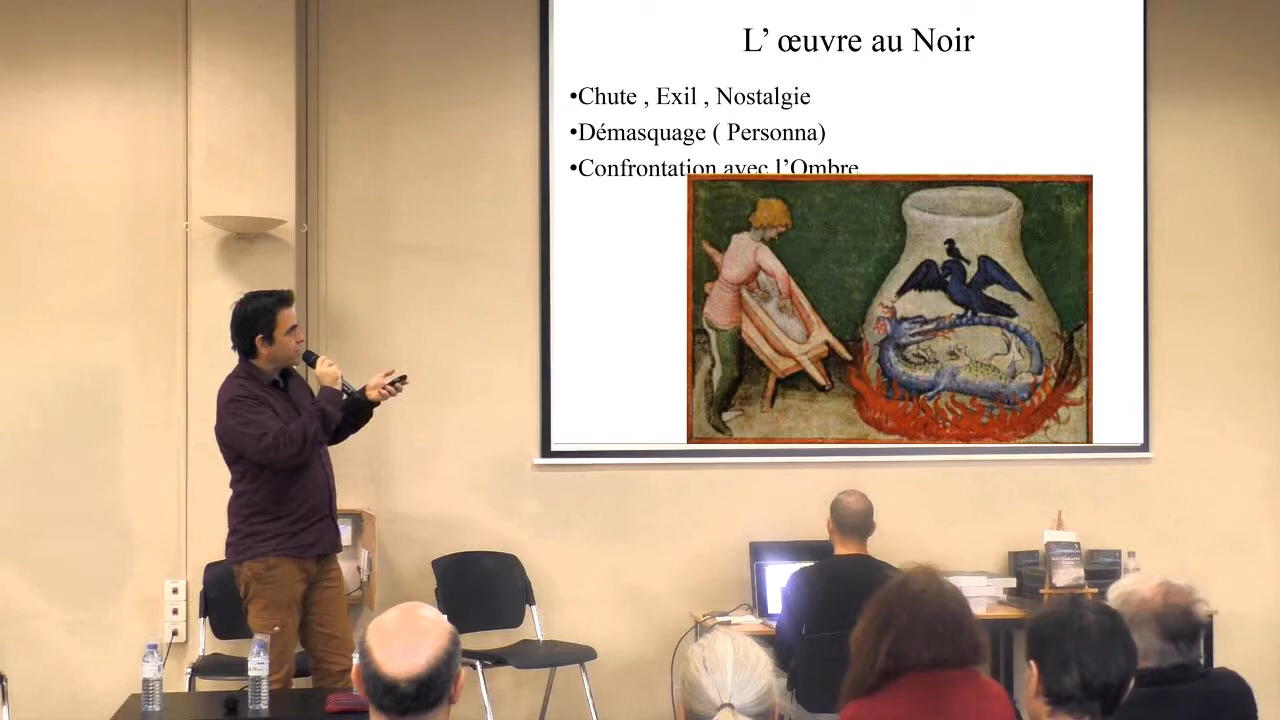 L’ œuvre au Noir
•Chute , Exil , Nostalgie
•Démasquage ( Personna)
•Confrontation avec l’Ombre